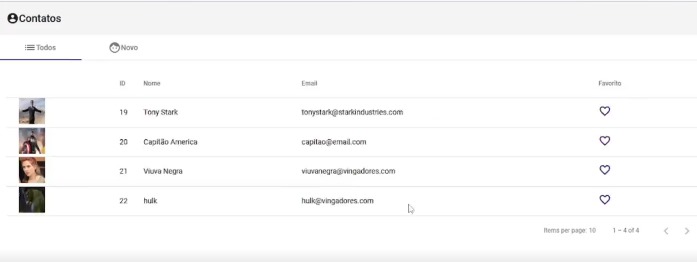 Contatos
Todos Novo
ID Nome Email Favorito
19 Tony Stark tonystark@starkindustries.com
20 Capitão America capitao@email.com
21 Viuva Negra viuvanegra@vingadores.com
22 hulk hulk@vingadores.com
Items per page: 10 1 – 4 of 4